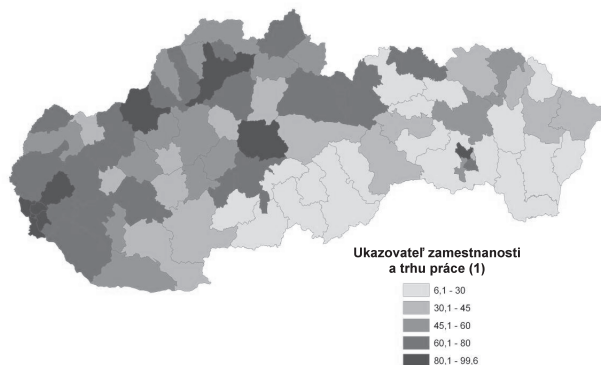 Ukazovateľ zamestnanosti
a trhu práce (1)
6,1 - 30
30,1 - 45
45,1 - 60
60,1 - 80
80,1 - 99,6